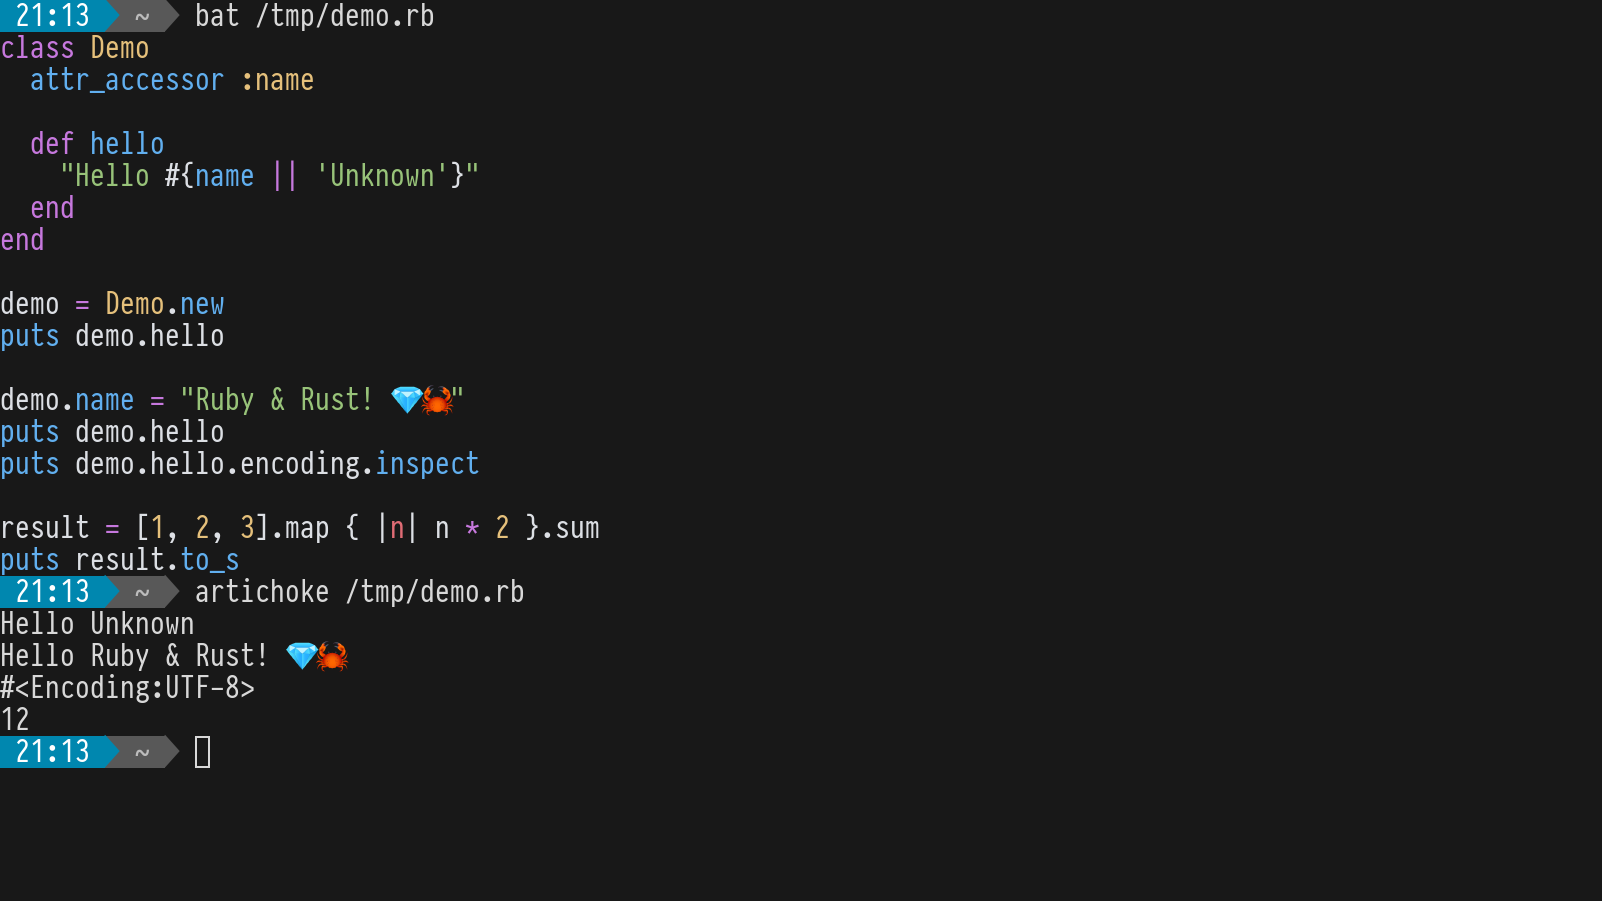 21:13 ~ bat /tmp/demo.rb
class Demo
  attr_accessor :name

  def hello
    "Hello #{name || 'Unknown'}"
  end
end

demo = Demo.new
puts demo.hello

demo.name = "Ruby & Rust! 💎🦀"
puts demo.hello
puts demo.hello.encoding.inspect

result = [1, 2, 3].map { |n| n * 2 }.sum
puts result.to_s
21:13 ~ artichoke /tmp/demo.rb
Hello Unknown
Hello Ruby & Rust! 💎🦀
#<Encoding:UTF-8>
12
21:13 ~